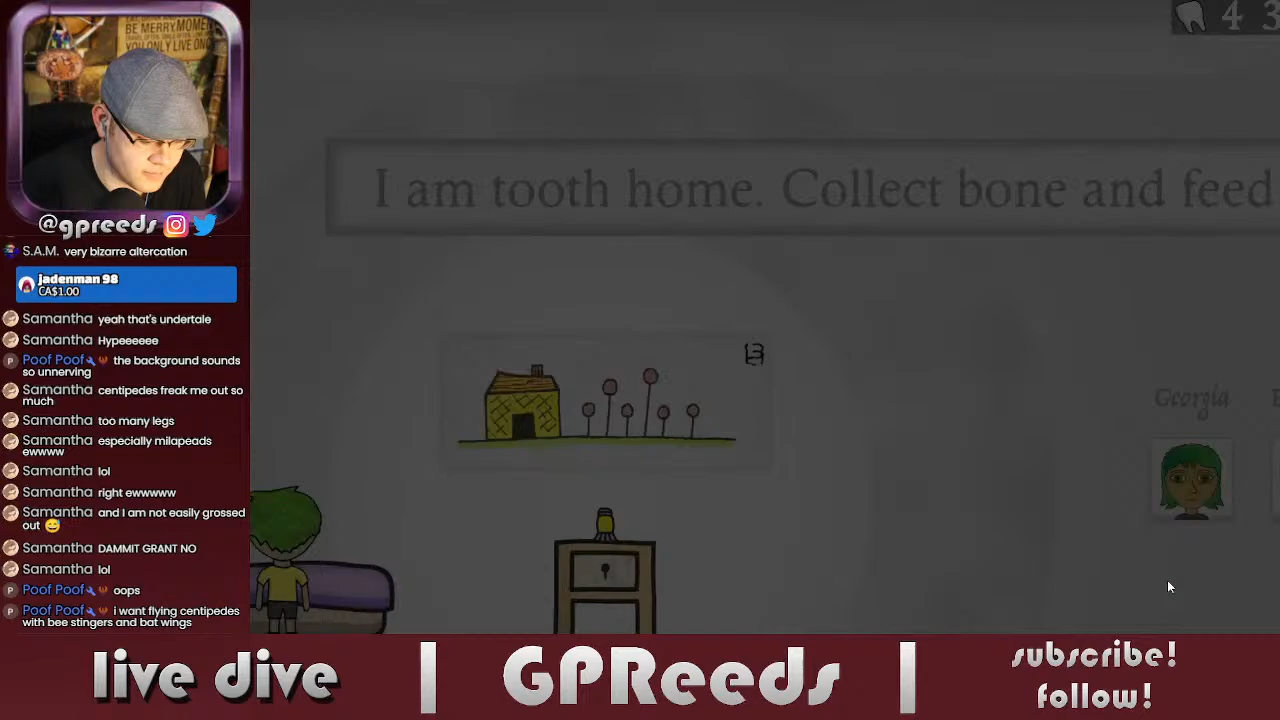 BE MERRY.MOMEN
YOU ONLY LIVE ONC
@gpreeds
S.A.M. very bizarre altercation
jadenman 98
CA$1.00
Samantha yeah that's undertale
Samantha Hypeeeeee
Poof Poof the background sounds
so unnerving
Samantha centipedes freak me out so
much
Samantha too many legs
Samantha especially milapeads
ewwww
Samantha lol
Samantha right ewwwww
Samantha and I am not easily grossed
out
Samantha DAMMIT GRANT NO
Samantha lol
Poof Poof oops
Poof Poof i want flying centipedes
with bee stingers and bat wings
4 3
I am tooth home. Collect bone and feed
Georgia
live dive | GPReeds | subscribe!
follow!